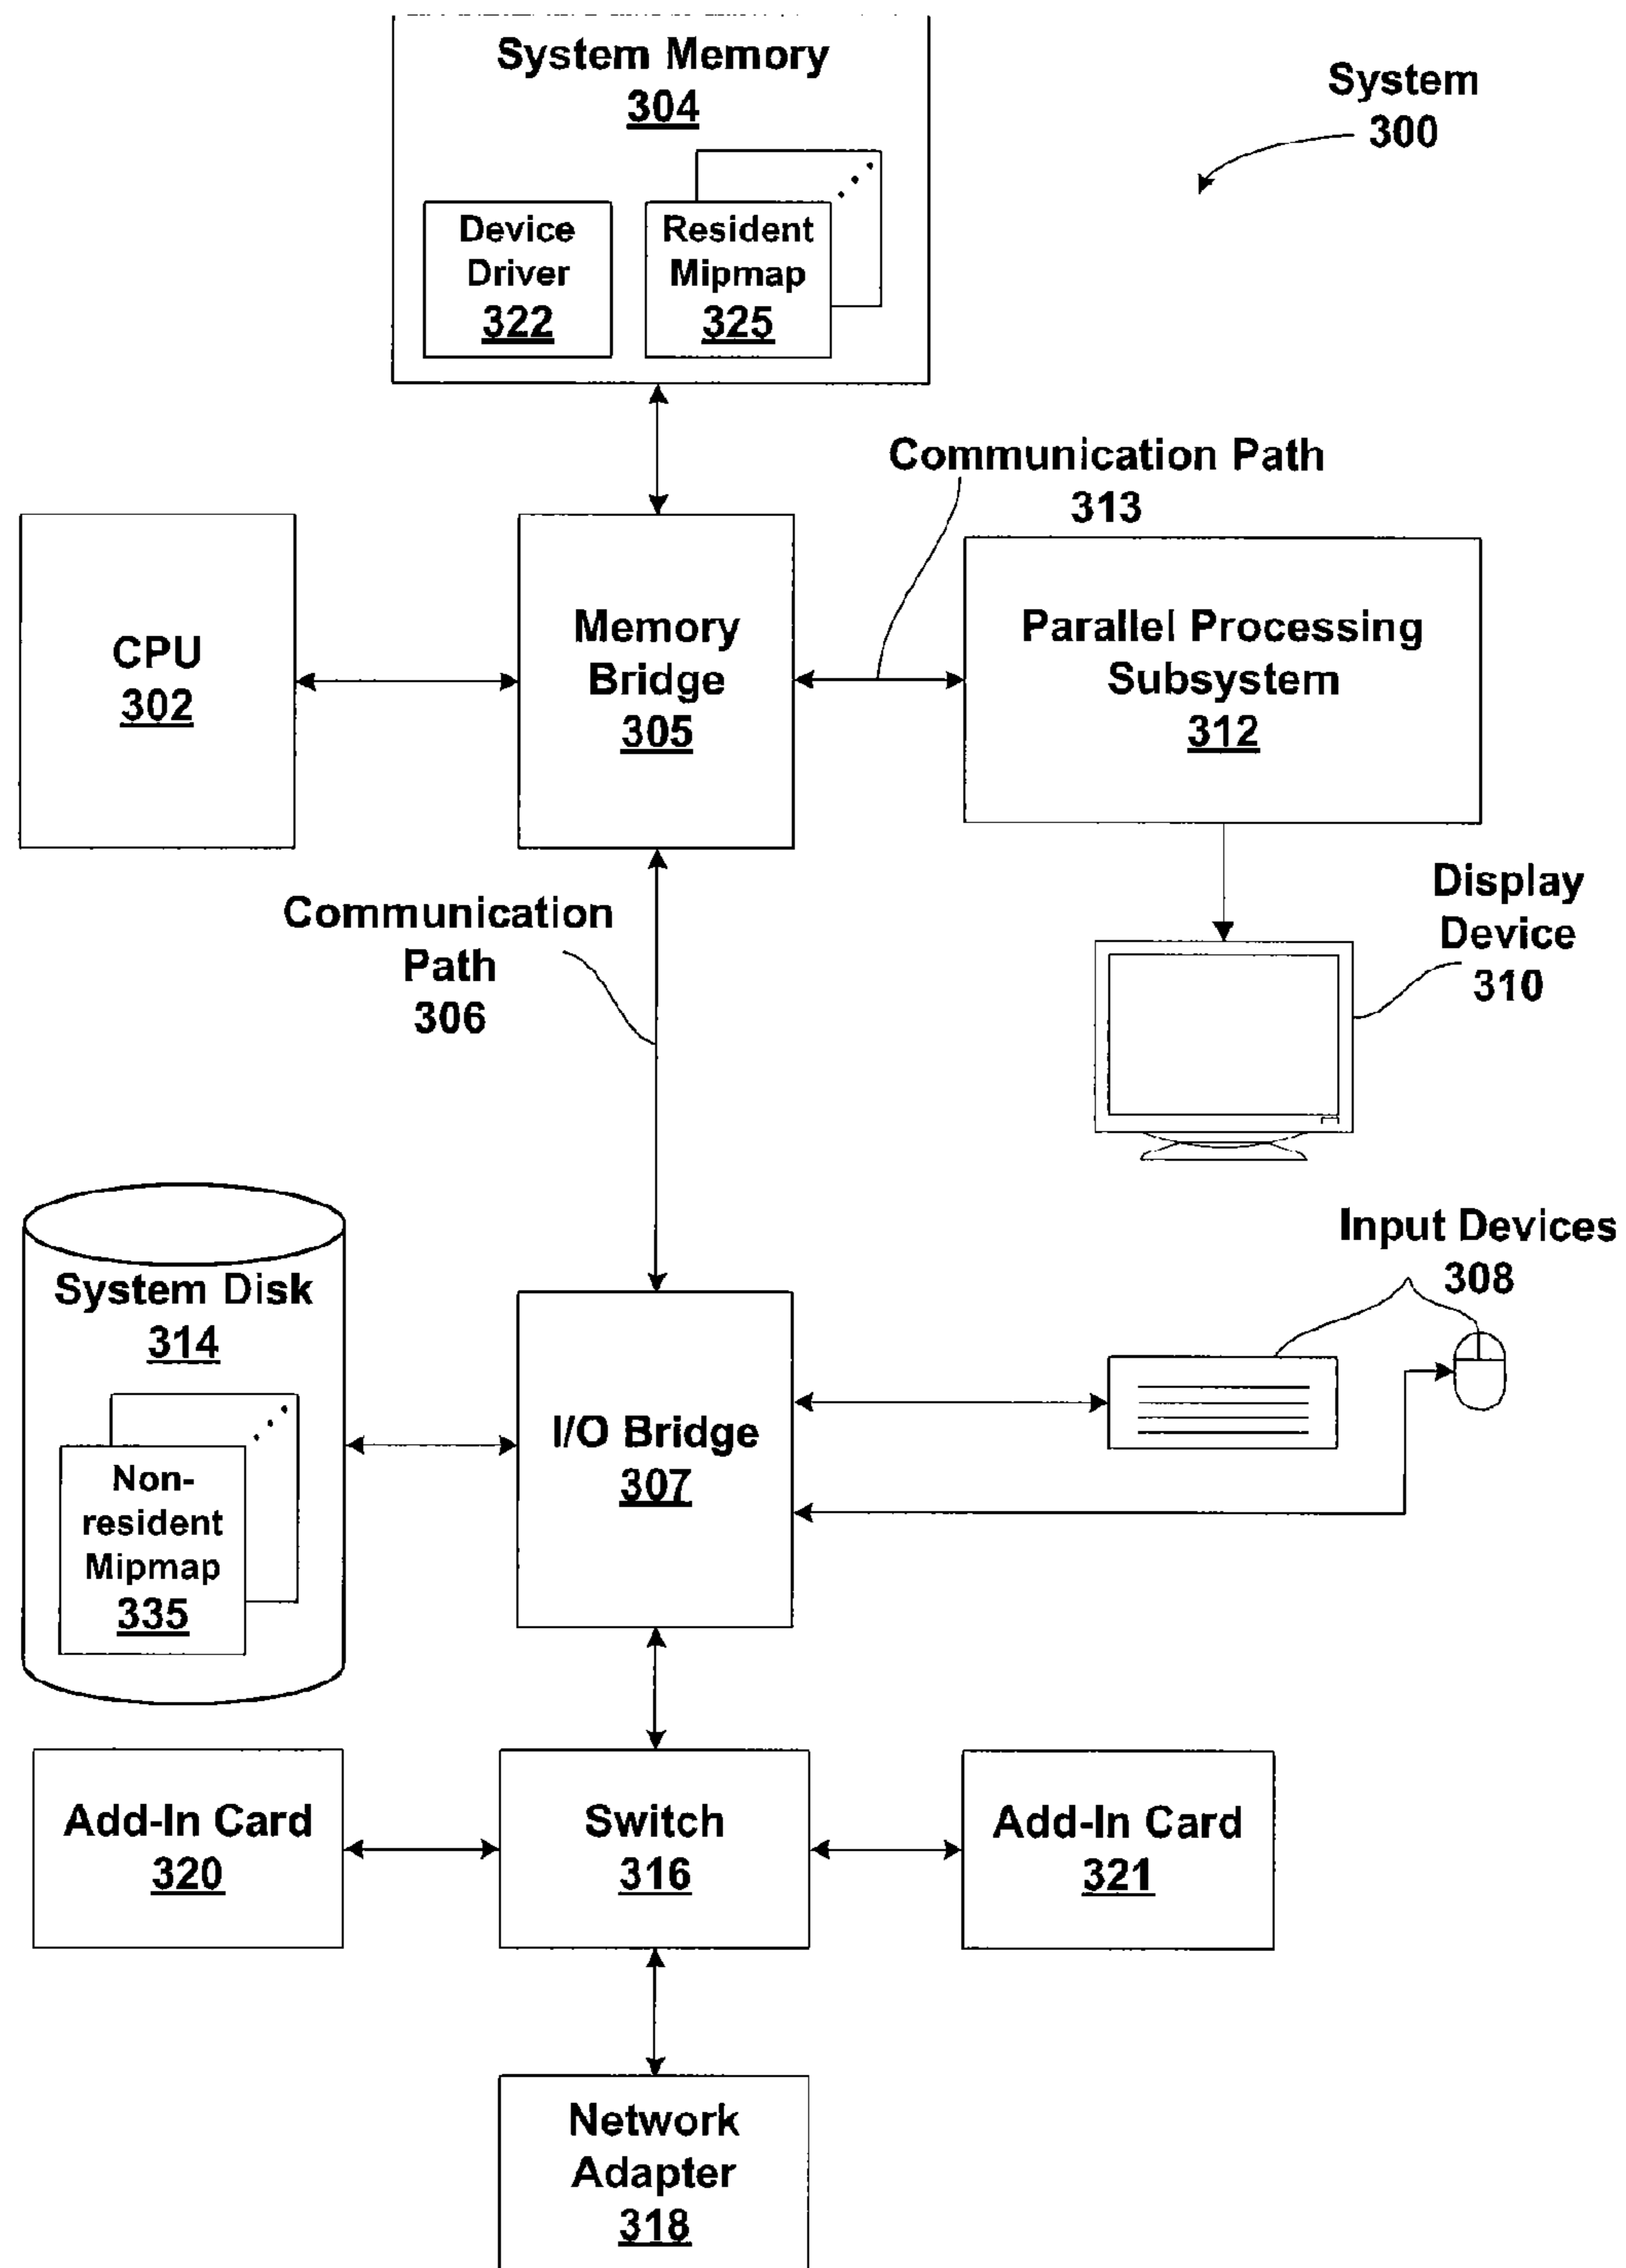 System Memory
304
System
300
Device
Driver
322
Resident
Mipmap
325
Communication Path
313
CPU
302
Memory
Bridge
305
Parallel Processing
Subsystem
312
Communication
Path
306
Display
Device
310
System Disk
314
Non-
resident
Mipmap
335
I/O Bridge
307
Input Devices
308
Add-In Card
320
Switch
316
Add-In Card
321
Network
Adapter
318